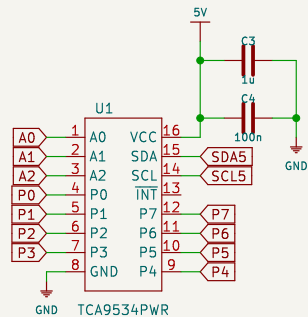 5V
C3
1u
C4
100n
GND
U1
A0 1 A0 VCC 16
A1 2 A1 SDA 15 SDA5
A2 3 A2 SCL 14 SCL5
P0 4 P0 INT 13
P1 5 P1 P7 12 P7
P2 6 P2 P6 11 P6
P3 7 P3 P5 10 P5
8 GND P4 9 P4
GND
TCA9534PWR